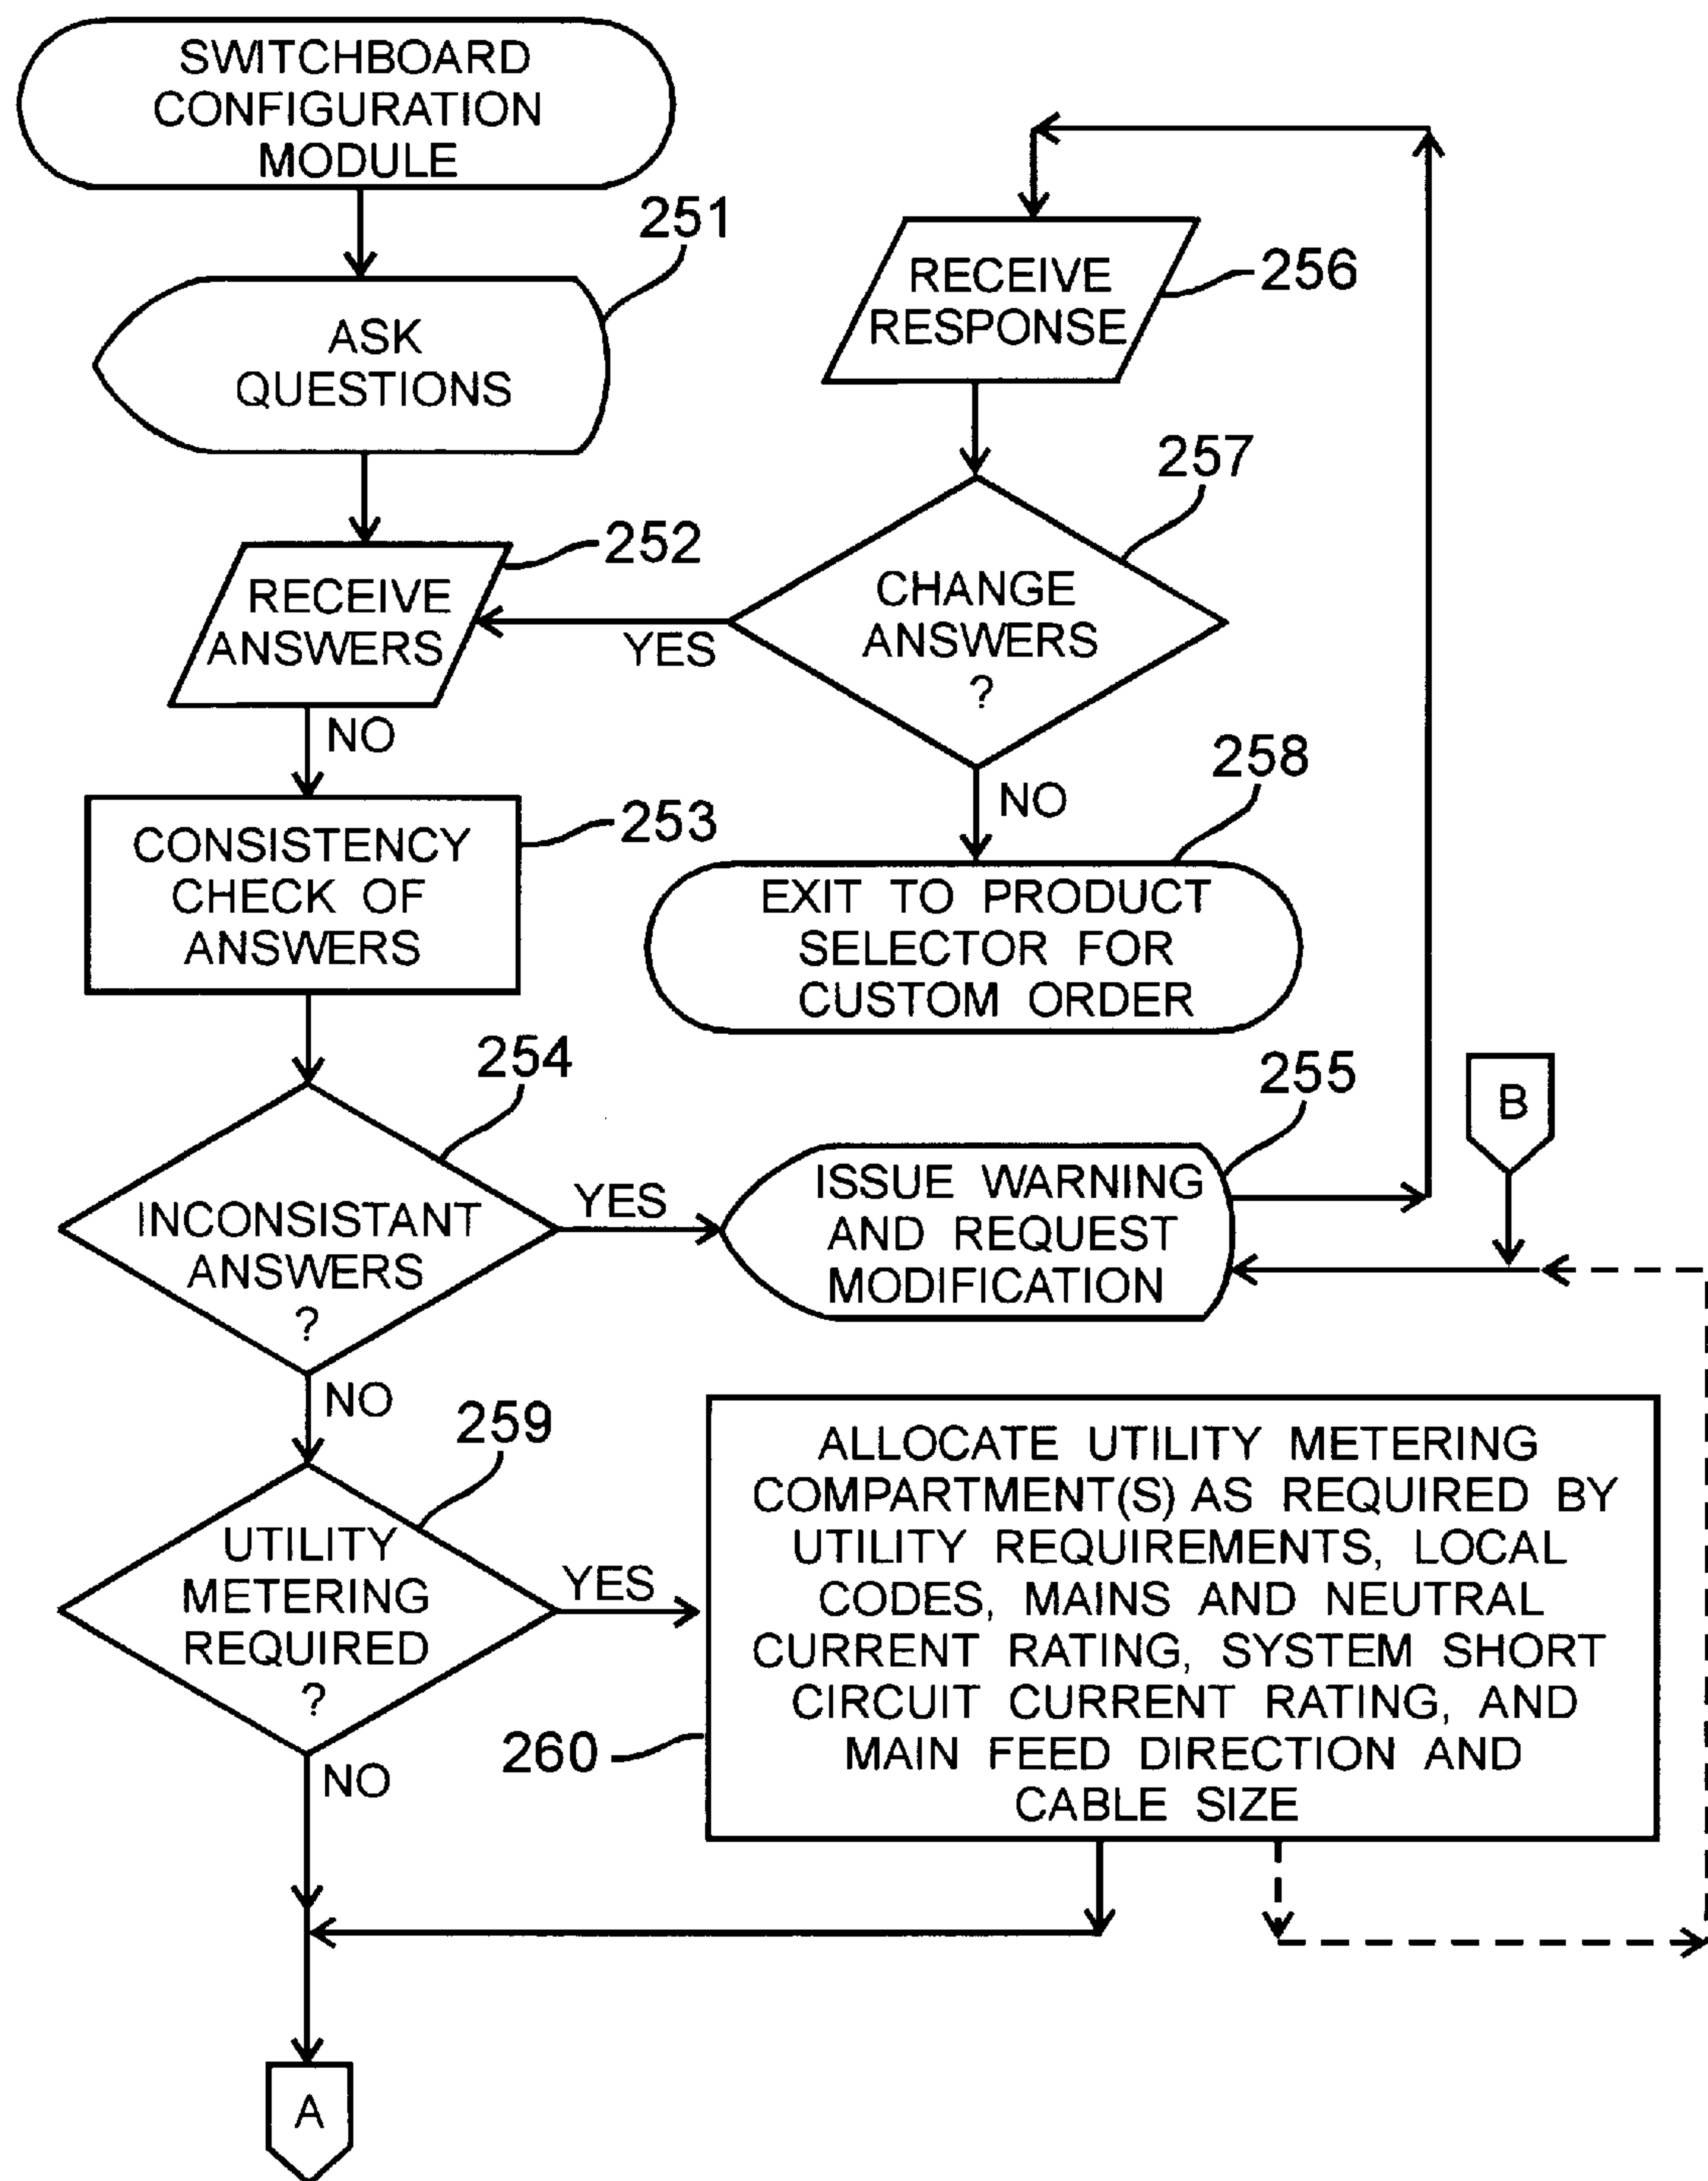 SWITCHBOARD
CONFIGURATION
MODULE
251
ASK
QUESTIONS
252
RECEIVE
ANSWERS
NO
253
CONSISTENCY
CHECK OF
ANSWERS
254
INCONSISTANT
ANSWERS
?
YES
NO
255
ISSUE WARNING
AND REQUEST
MODIFICATION
B
256
RECEIVE
RESPONSE
257
CHANGE
ANSWERS
?
YES
NO
258
EXIT TO PRODUCT
SELECTOR FOR
CUSTOM ORDER
259
UTILITY
METERING
REQUIRED
?
YES
NO
260
ALLOCATE UTILITY METERING
COMPARTMENT(S) AS REQUIRED BY
UTILITY REQUIREMENTS, LOCAL
CODES, MAINS AND NEUTRAL
CURRENT RATING, SYSTEM SHORT
CIRCUIT CURRENT RATING, AND
MAIN FEED DIRECTION AND
CABLE SIZE
A